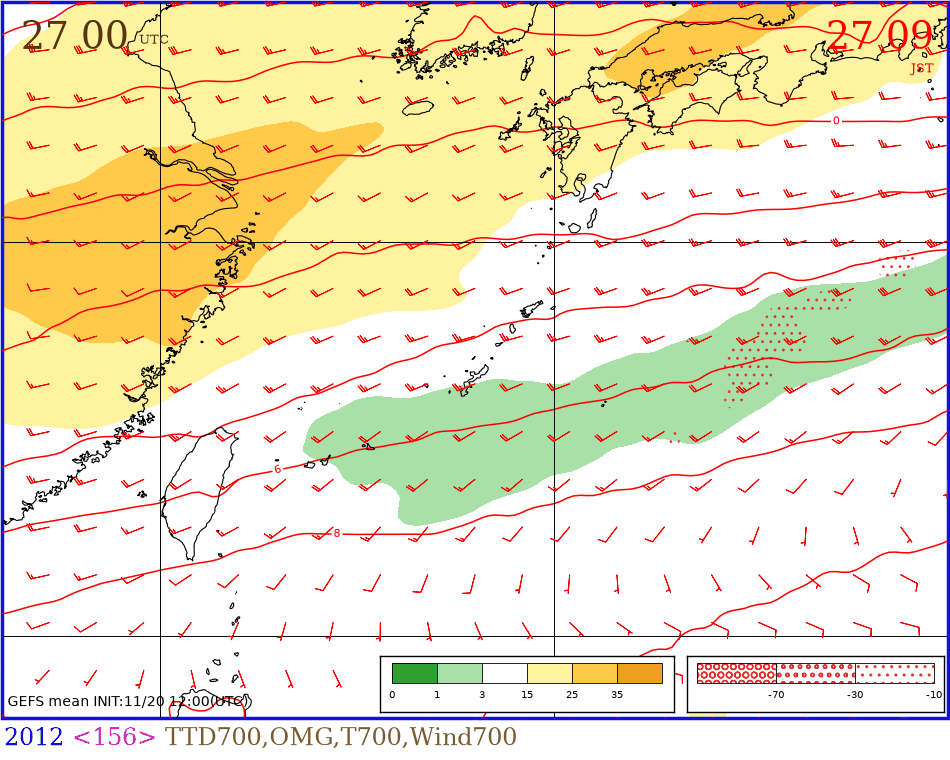 27 00 UTC
27 09
JST
0
6
8
0 1 3 15 25 35
-70 -30 -10
GEFS mean INIT:11/20 12:00(UTC)
2012 <156> TTD700,OMG,T700,Wind700